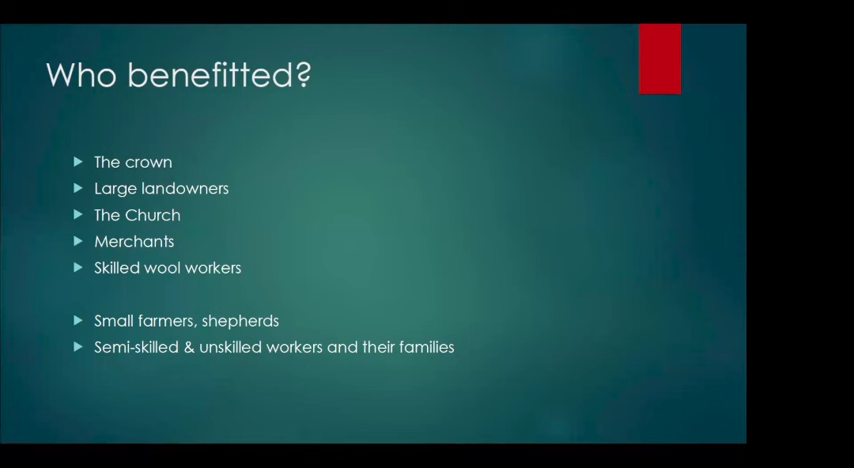 Who benefitted?
The crown
Large landowners
The Church
Merchants
Skilled wool workers
Small farmers, shepherds
Semi-skilled & unskilled workers and their families